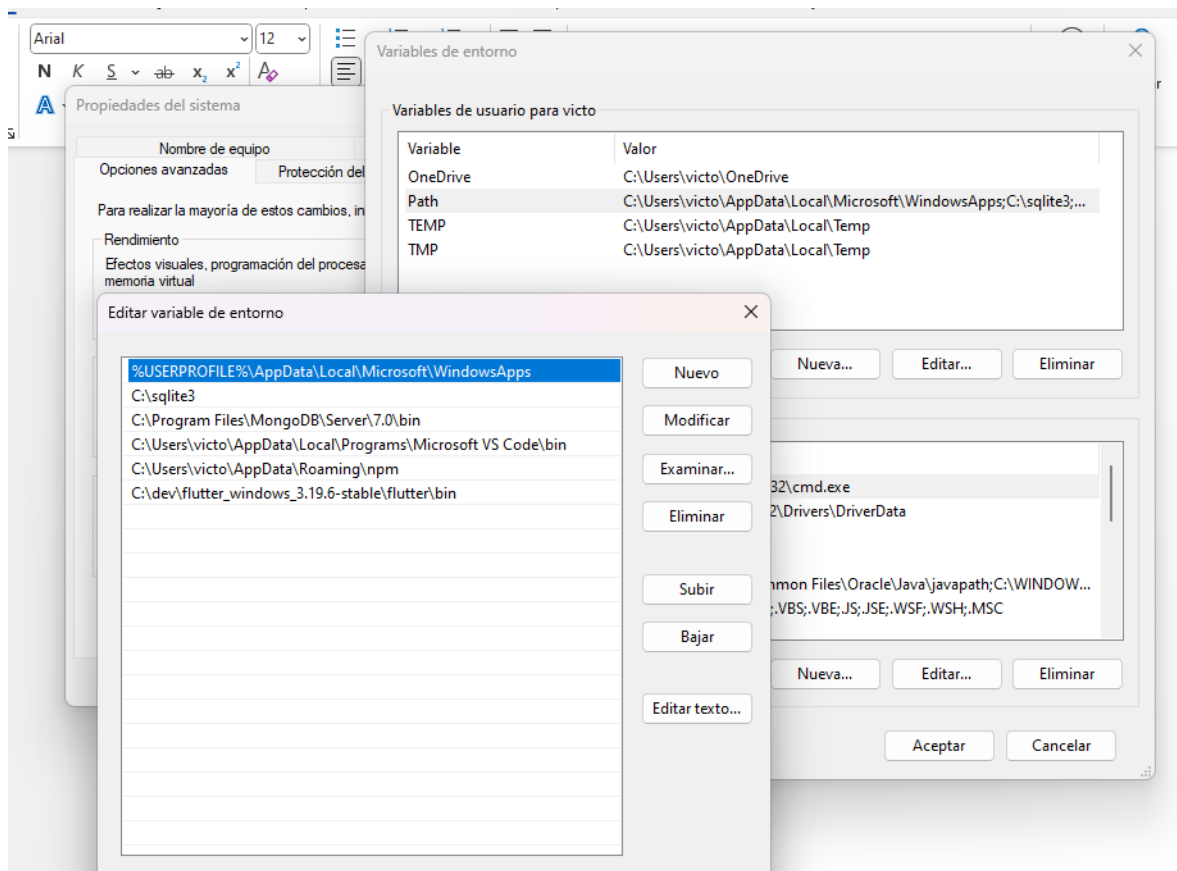 Arial
12
N K S ab x₂ x² A
A
r
Variables de entorno
Variables de usuario para victo
Variable Valor
OneDrive C:\Users\victo\OneDrive
Path C:\Users\victo\AppData\Local\Microsoft\WindowsApps;C:\sqlite3;...
TEMP C:\Users\victo\AppData\Local\Temp
TMP C:\Users\victo\AppData\Local\Temp
Nueva... Editar... Eliminar
32\cmd.exe
2\Drivers\DriverData
mmon Files\Oracle\Java\javapath;C:\WINDOW...
;.VBS;.VBE;.JS;.JSE;.WSF;.WSH;.MSC
Nueva... Editar... Eliminar
Aceptar Cancelar
Propiedades del sistema
Nombre de equipo
Opciones avanzadas Protección del
Para realizar la mayoría de estos cambios, in
Rendimiento
Efectos visuales, programación del procesa
memoria virtual
Editar variable de entorno
%USERPROFILE%\AppData\Local\Microsoft\WindowsApps
C:\sqlite3
C:\Program Files\MongoDB\Server\7.0\bin
C:\Users\victo\AppData\Local\Programs\Microsoft VS Code\bin
C:\Users\victo\AppData\Roaming\npm
C:\dev\flutter_windows_3.19.6-stable\flutter\bin
Nuevo
Modificar
Examinar...
Eliminar
Subir
Bajar
Editar texto...